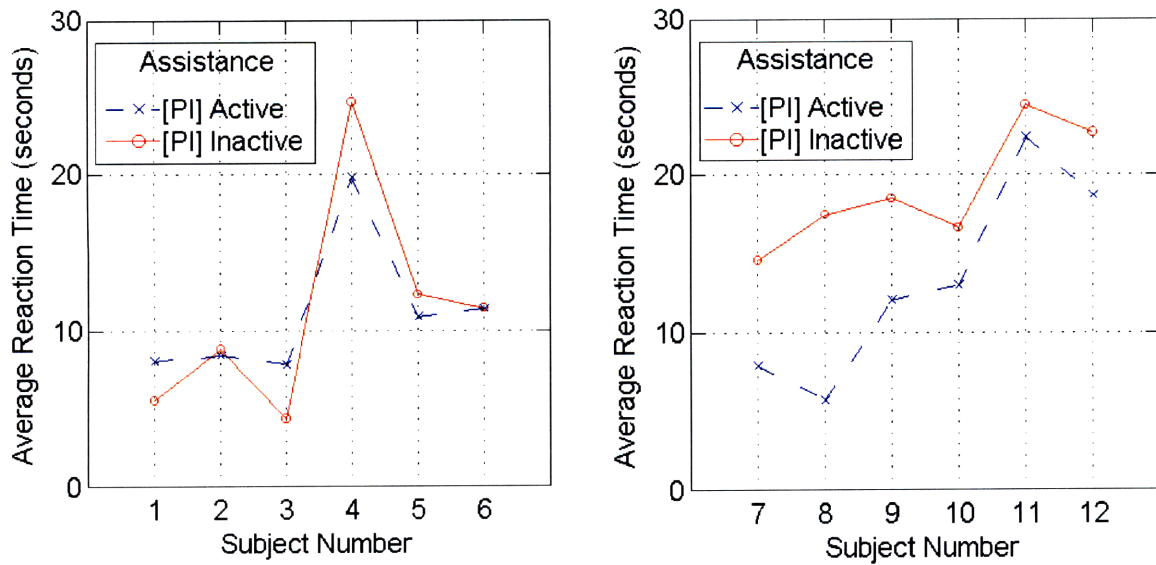 Average Reaction Time (seconds)
30
20
10
0
Assistance
[PI] Active
[PI] Inactive
1 2 3 4 5 6
Subject Number
Average Reaction Time (seconds)
30
20
10
0
Assistance
[PI] Active
[PI] Inactive
7 8 9 10 11 12
Subject Number